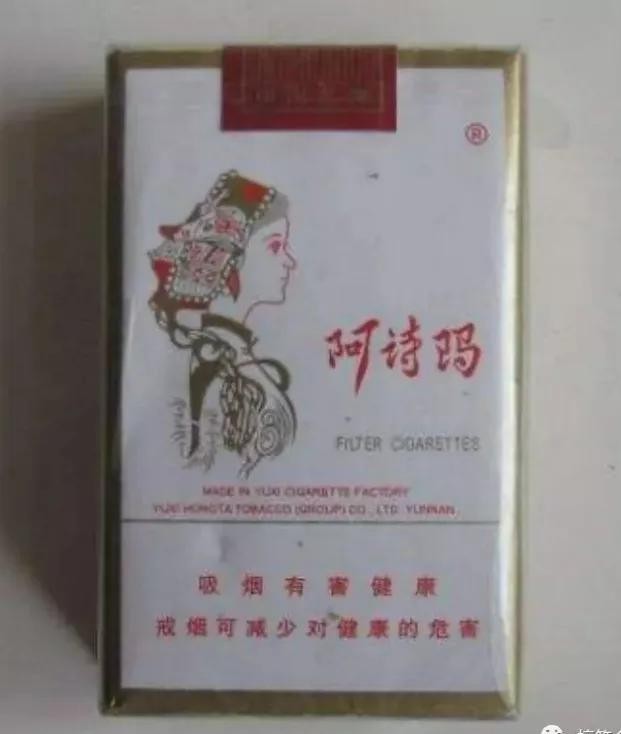 ®
阿诗玛
FILTER CIGARETTES
MADE IN YUXI CIGARETTE FACTORY
YUXI HONGTA TOBACCO (GROUP) CO., LTD. YUNNAN
吸烟有害健康
戒烟可减少对健康的危害